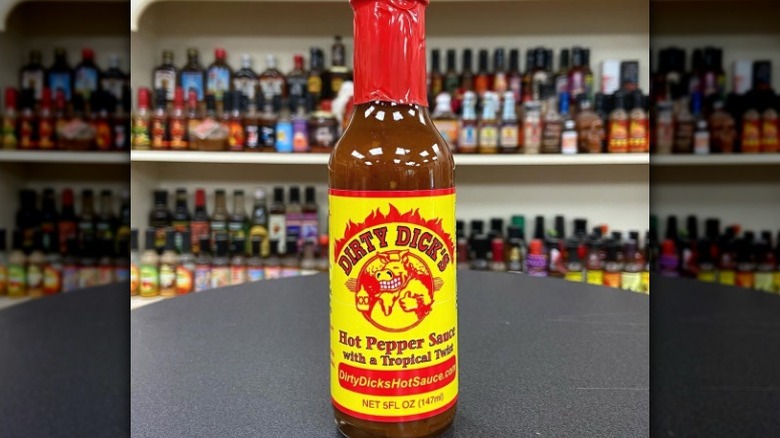 DIRTY DICK'S
Hot Pepper Sauce
with a Tropical Twist
DirtyDicksHotSauce.com
NET 5FL OZ (147ml)